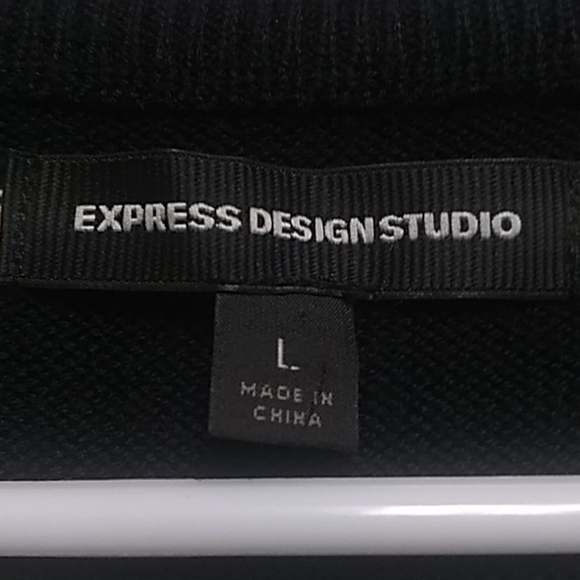 EXPRESS DESIGN STUDIO
L
MADE IN
CHINA